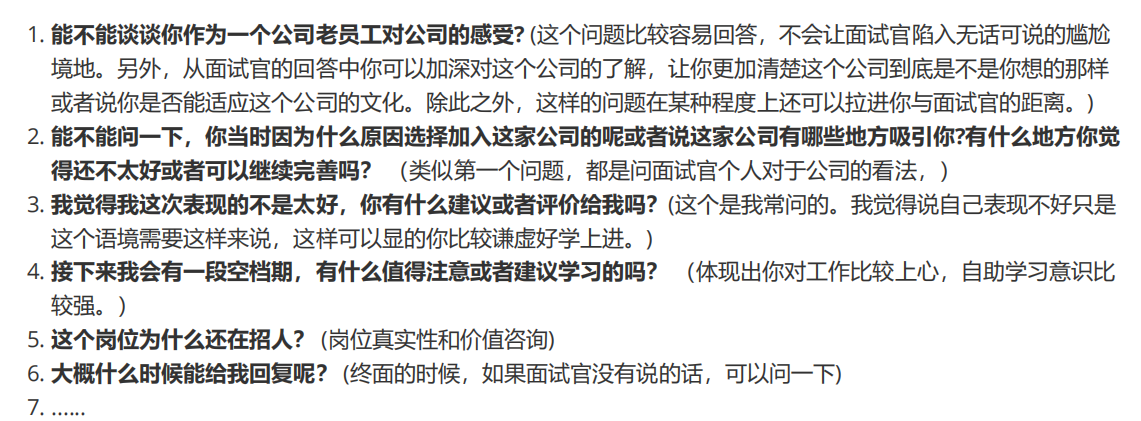 1. 能不能谈谈你作为一个公司老员工对公司的感受? (这个问题比较容易回答，不会让面试官陷入无话可说的尴尬
境地。另外，从面试官的回答中你可以加深对这个公司的了解，让你更加清楚这个公司到底是不是你想的那样
或者说你是否能适应这个公司的文化。除此之外，这样的问题在某种程度上还可以拉进你与面试官的距离。)
2. 能不能问一下，你当时因为什么原因选择加入这家公司的呢或者说这家公司有哪些地方吸引你?有什么地方你觉
得还不太好或者可以继续完善吗？ （类似第一个问题，都是问面试官个人对于公司的看法，）
3. 我觉得我这次表现的不是太好，你有什么建议或者评价给我吗？(这个是我常问的。我觉得说自己表现不好只是
这个语境需要这样来说，这样可以显的你比较谦虚好学上进。)
4. 接下来我会有一段空档期，有什么值得注意或者建议学习的吗？ （体现出你对工作比较上心，自助学习意识比
较强。）
5. 这个岗位为什么还在招人？ (岗位真实性和价值咨询)
6. 大概什么时候能给我回复呢？ (终面的时候，如果面试官没有说的话，可以问一下)
7. ......